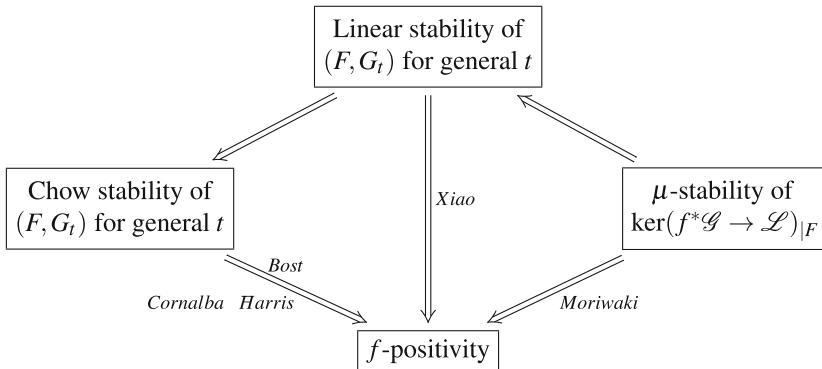 Linear stability of
(F, G_t) for general t
Chow stability of
(F, G_t) for general t
Xiao
μ-stability of
ker(f*𝒢 → ℒ)_{|F}
Bost
Cornalba Harris
Moriwaki
f-positivity